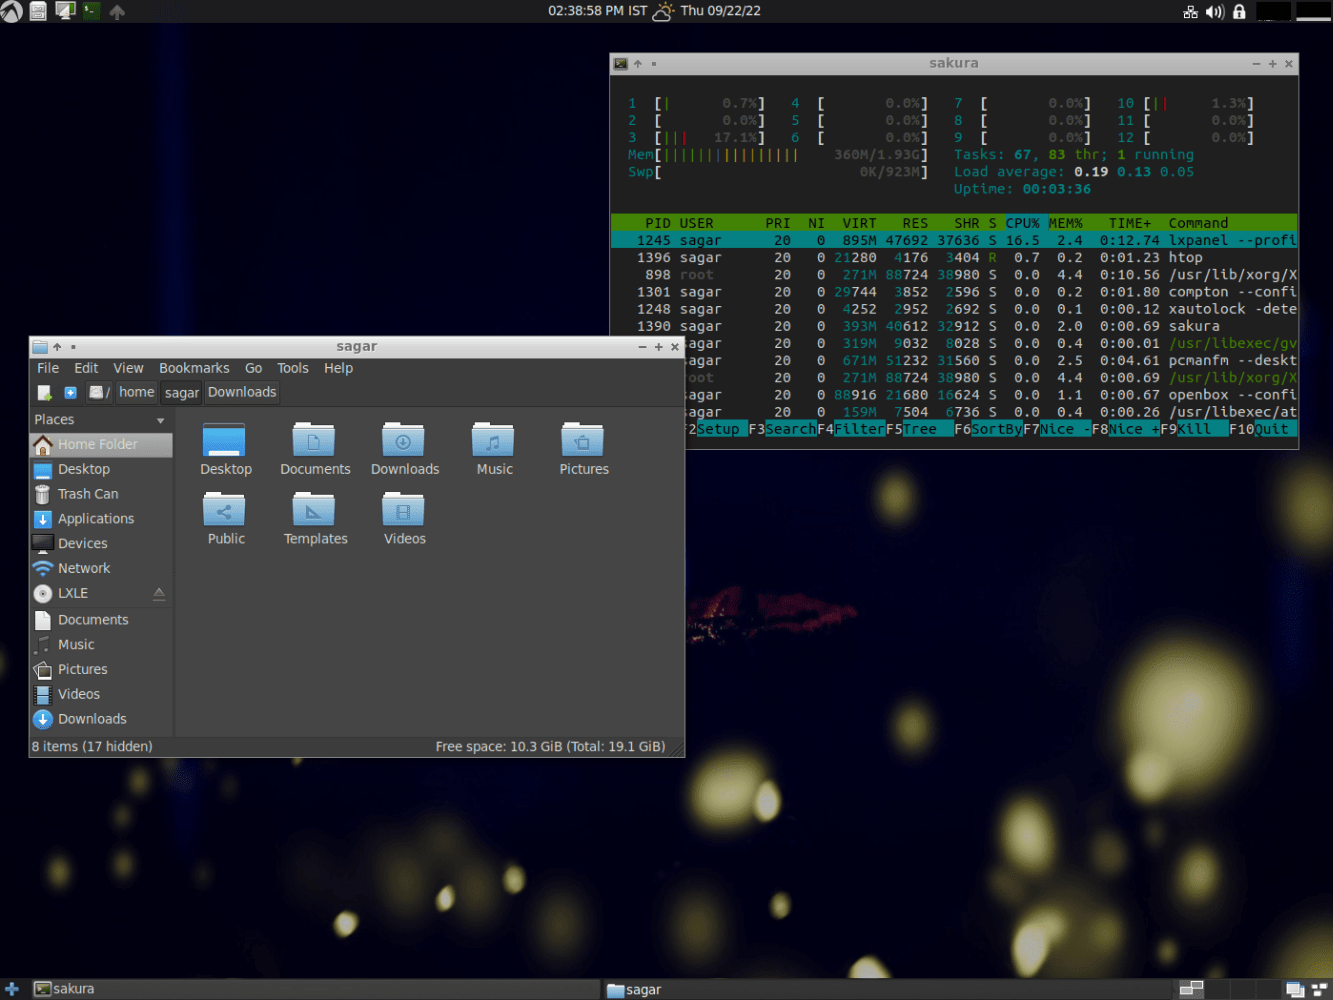 02:38:58 PM IST Thu 09/22/22
sakura
1 [| 0.7%] 4 [ 0.0%] 7 [ 0.0%] 10 [|| 1.3%]
2 [ 0.0%] 5 [ 0.0%] 8 [ 0.0%] 11 [ 0.0%]
3 [||| 17.1%] 6 [ 0.0%] 9 [ 0.0%] 12 [ 0.0%]
Mem[|||||||||||||||| 360M/1.93G] Tasks: 67, 83 thr; 1 running
Swp[ 0K/923M] Load average: 0.19 0.13 0.05
Uptime: 00:03:36
PID USER PRI NI VIRT RES SHR S CPU% MEM% TIME+ Command
1245 sagar 20 0 895M 47692 37636 S 16.5 2.4 0:12.74 lxpanel --profi
1396 sagar 20 0 21280 4176 3404 R 0.7 0.2 0:01.23 htop
898 root 20 0 271M 88724 38980 S 0.0 4.4 0:10.56 /usr/lib/xorg/X
1301 sagar 20 0 29744 3852 2596 S 0.0 0.2 0:01.80 compton --confi
1248 sagar 20 0 4252 2952 2692 S 0.0 0.1 0:00.12 xautolock -dete
1390 sagar 20 0 393M 40612 32912 S 0.0 2.0 0:00.69 sakura
sagar 20 0 319M 9032 8028 S 0.0 0.4 0:00.01 /usr/libexec/gv
sagar 20 0 671M 51232 31560 S 0.0 2.5 0:04.61 pcmanfm --deskt
root 20 0 271M 88724 38980 S 0.0 4.4 0:00.69 /usr/lib/xorg/X
sagar 20 0 88916 21680 16624 S 0.0 1.1 0:00.67 openbox --confi
sagar 20 0 159M 7504 6736 S 0.0 0.4 0:00.26 /usr/libexec/at
F2Setup F3SearchF4FilterF5Tree F6SortByF7Nice -F8Nice +F9Kill F10Quit
sagar
File Edit View Bookmarks Go Tools Help
/ home sagar Downloads
Places
Home Folder
Desktop
Trash Can
Applications
Devices
Network
LXLE
Documents
Music
Pictures
Videos
Downloads
Desktop Documents Downloads Music Pictures
Public Templates Videos
8 items (17 hidden) Free space: 10.3 GiB (Total: 19.1 GiB)
sakura
sagar